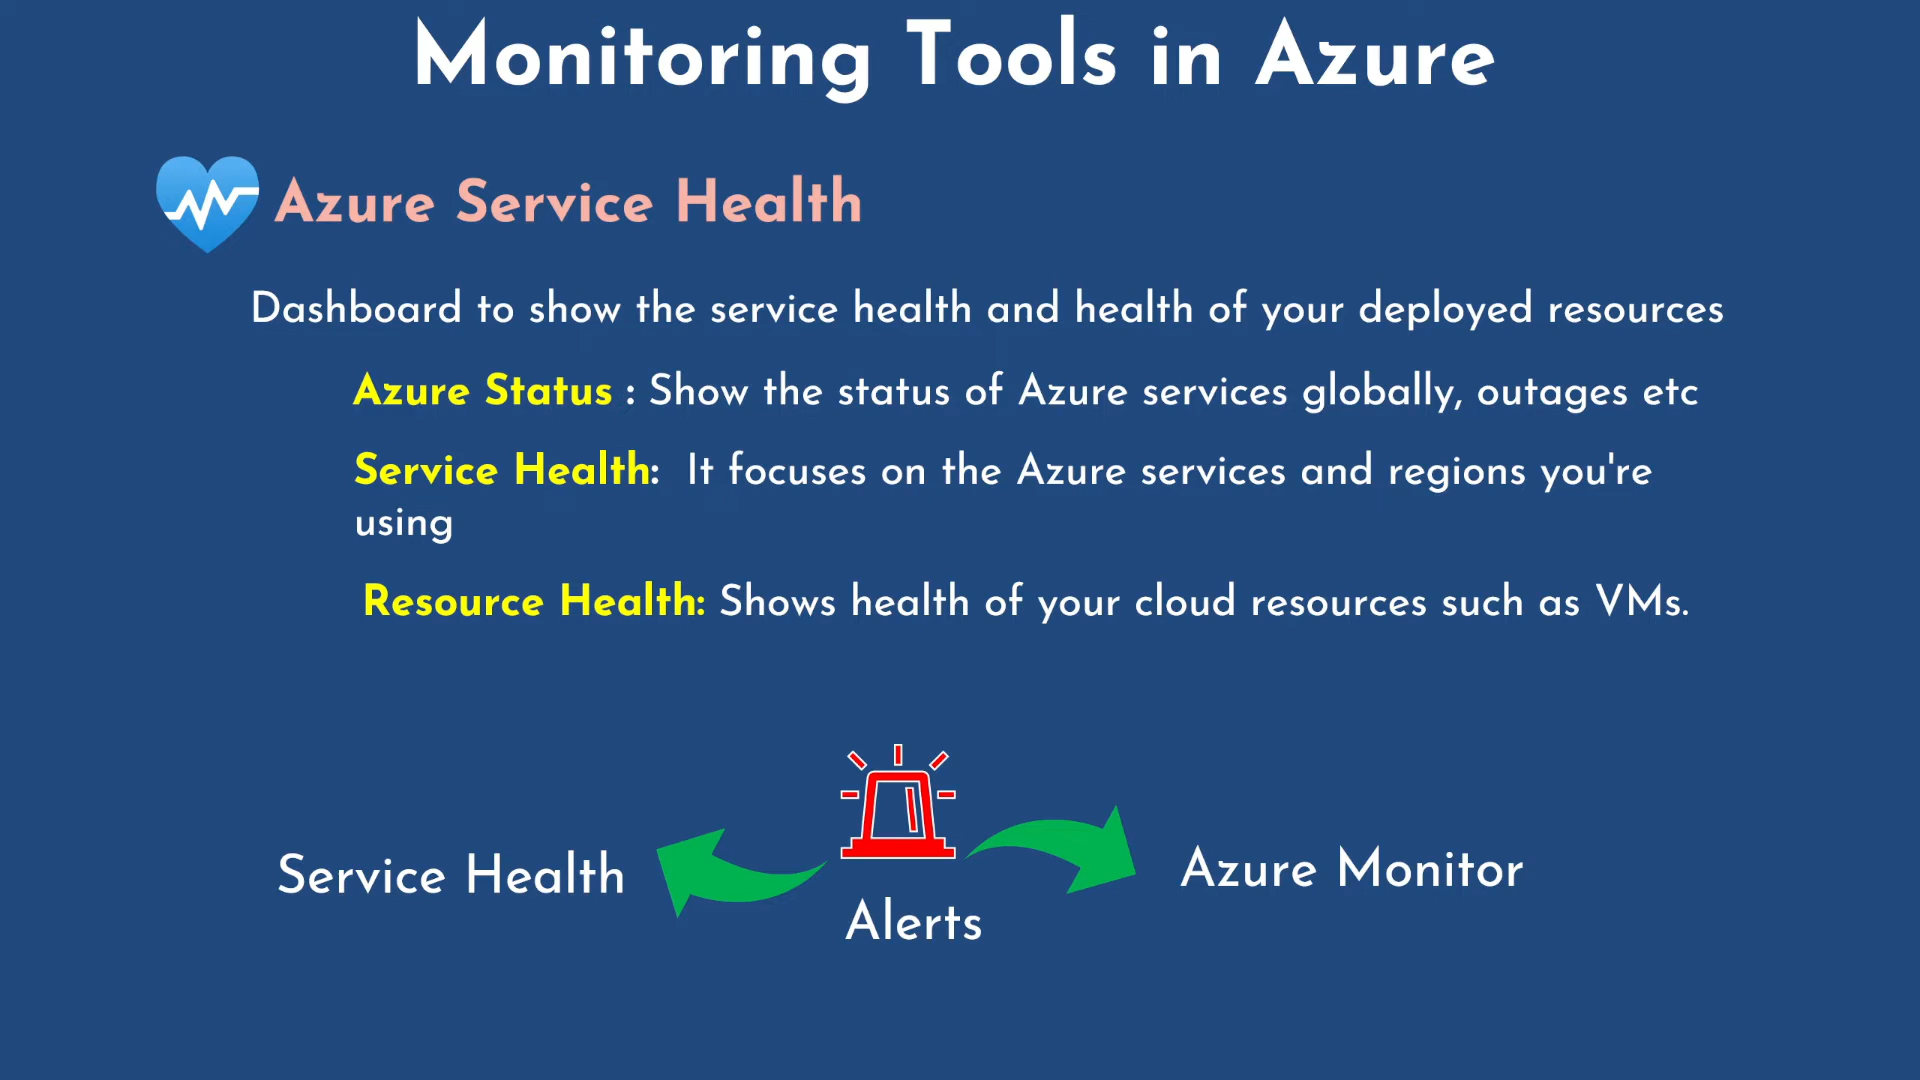 Monitoring Tools in Azure
Azure Service Health
Dashboard to show the service health and health of your deployed resources
Azure Status : Show the status of Azure services globally, outages etc
Service Health: It focuses on the Azure services and regions you're
using
Resource Health: Shows health of your cloud resources such as VMs.
Service Health
Alerts
Azure Monitor